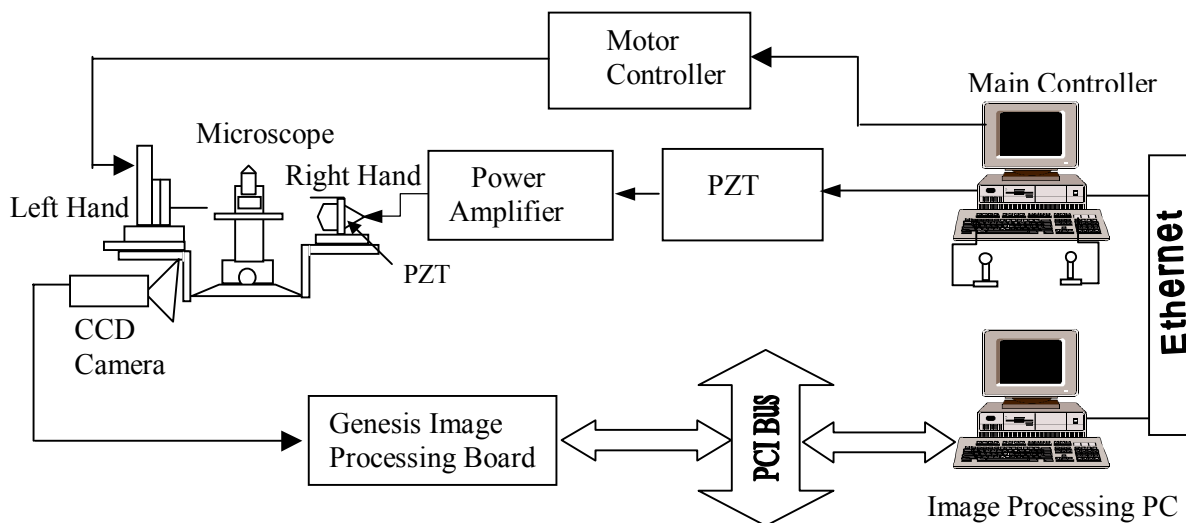 Motor
Controller
Main Controller
Microscope
Right Hand
Power
Amplifier
PZT
Left Hand
PZT
CCD
Camera
Ethernet
Genesis Image
Processing Board
PCI BUS
Image Processing PC